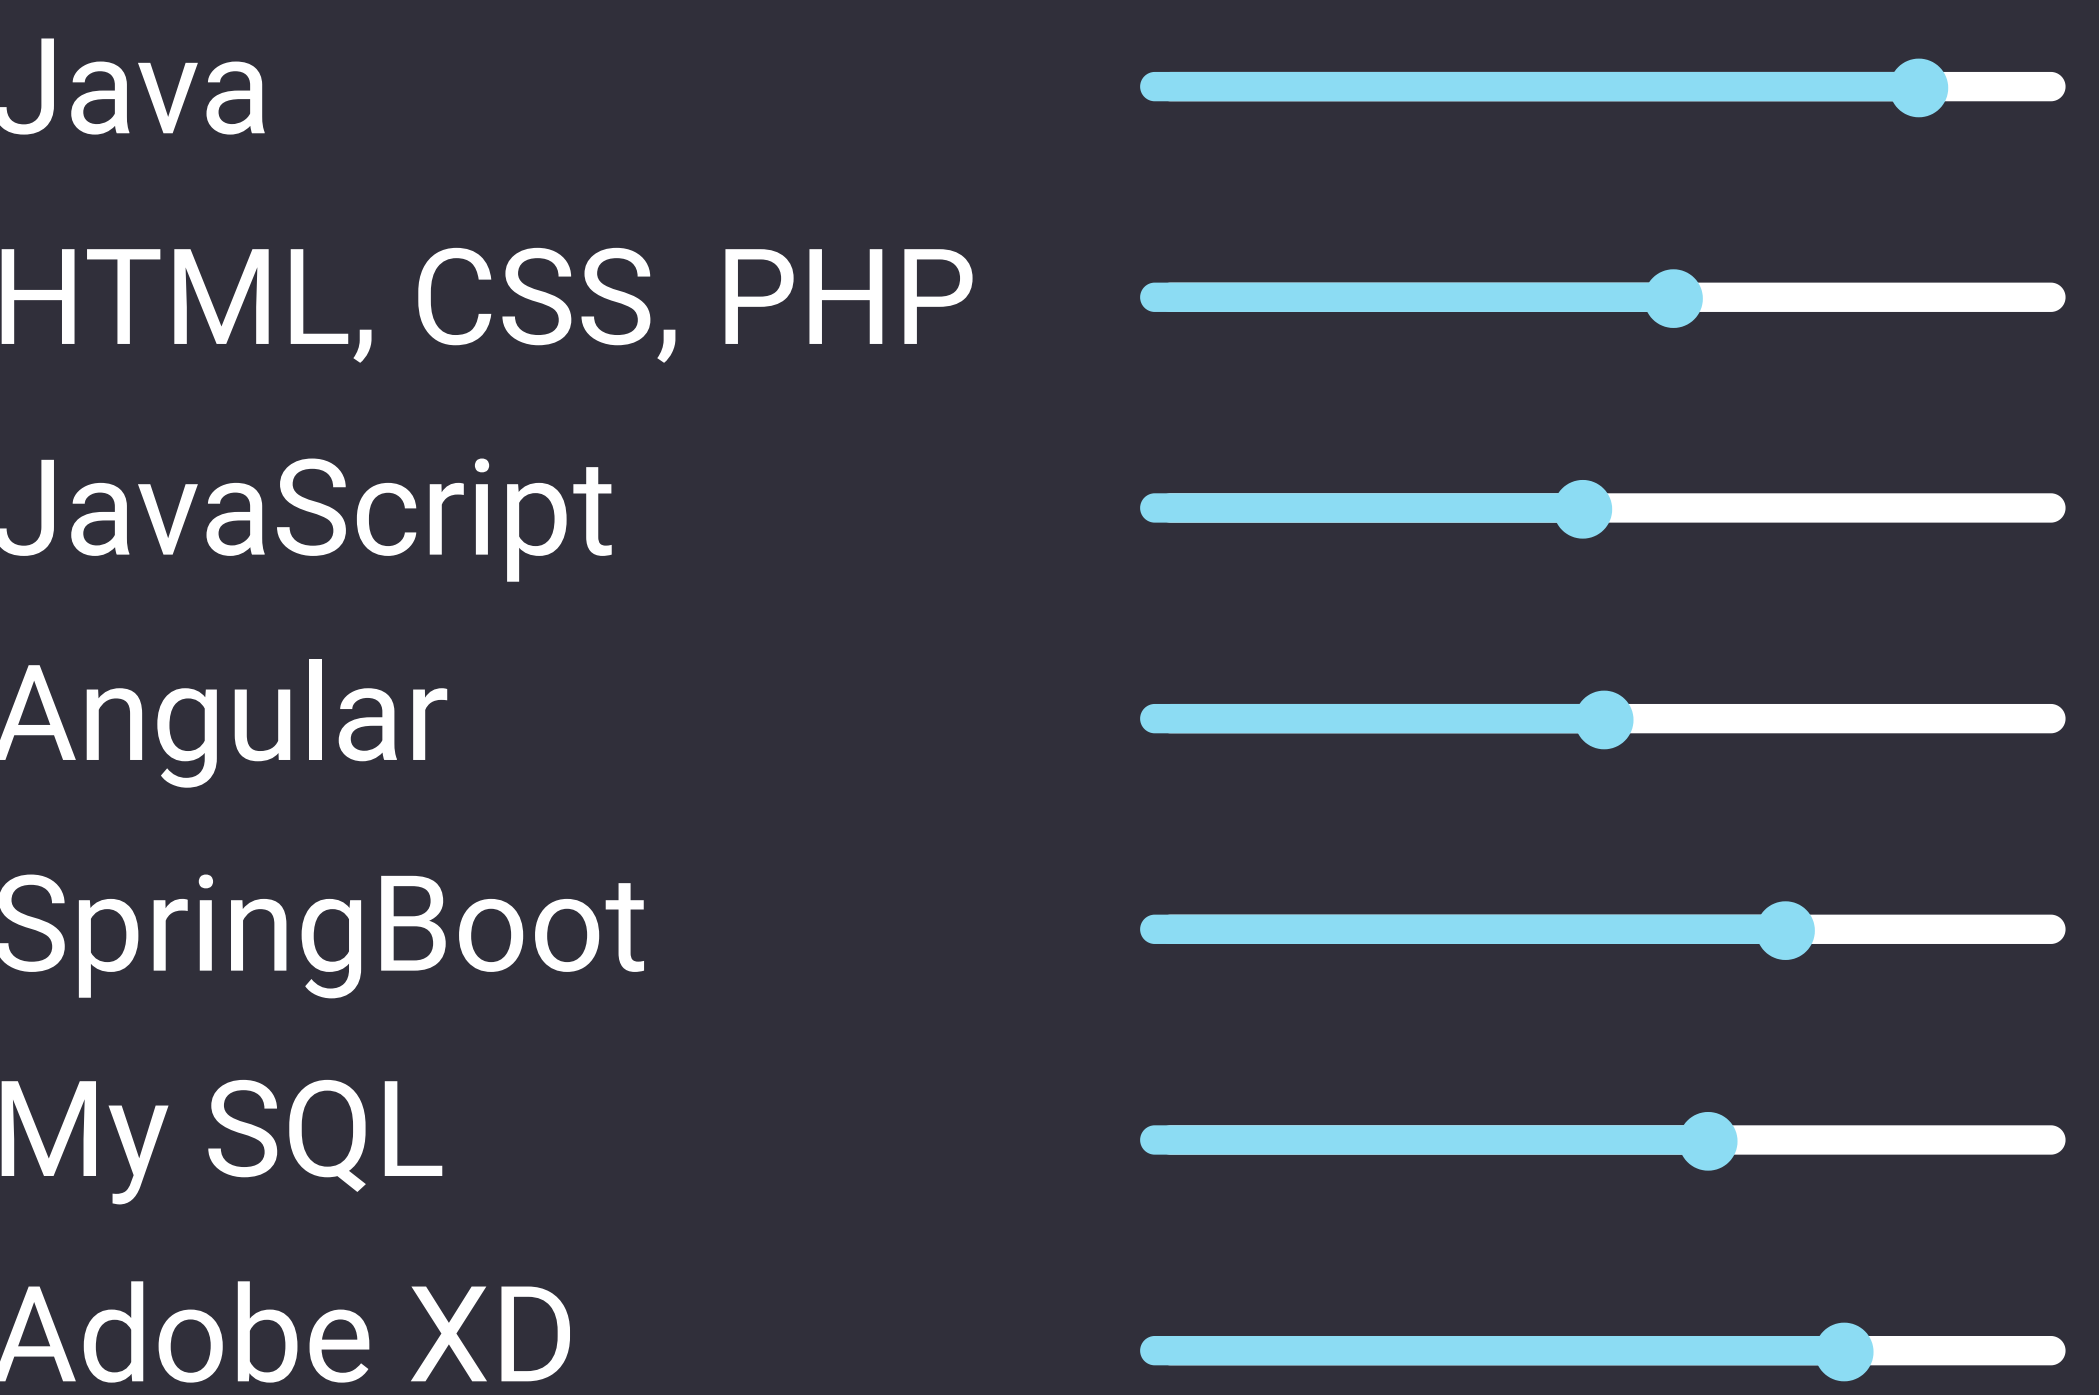 Java
HTML, CSS, PHP
JavaScript
Angular
SpringBoot
My SQL
Adobe XD